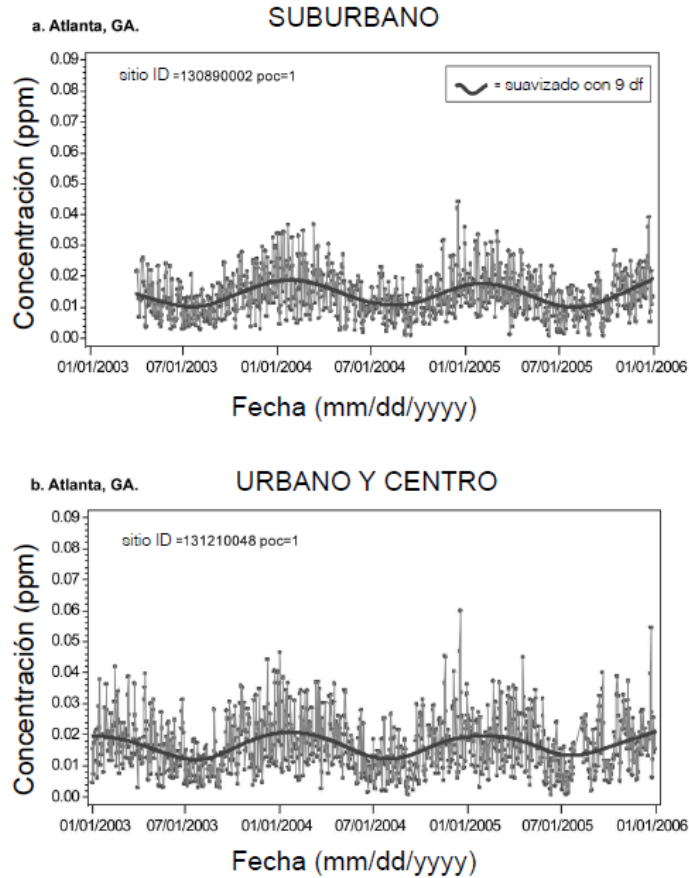 SUBURBANO
a. Atlanta, GA.
sitio ID =130890002 poc=1
= suavizado con 9 df
Concentración (ppm)
0.09
0.08
0.07
0.06
0.05
0.04
0.03
0.02
0.01
0.00
01/01/2003 07/01/2003 01/01/2004 07/01/2004 01/01/2005 07/01/2005 01/01/2006
Fecha (mm/dd/yyyy)
b. Atlanta, GA.
URBANO Y CENTRO
sitio ID =131210048 poc=1
Concentración (ppm)
0.09
0.08
0.07
0.06
0.05
0.04
0.03
0.02
0.01
0.00
01/01/2003 07/01/2003 01/01/2004 07/01/2004 01/01/2005 07/01/2005 01/01/2006
Fecha (mm/dd/yyyy)